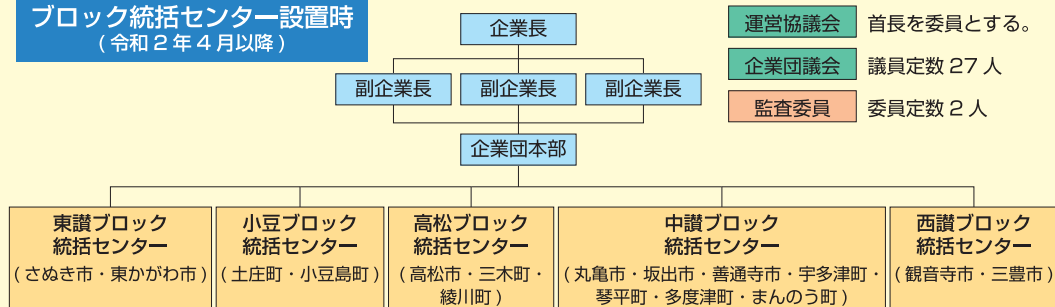 ブロック統括センター設置時
(令和2年4月以降)
企業長
副企業長 副企業長 副企業長
企業団本部
運営協議会 首長を委員とする。
企業団議会 議員定数27人
監査委員 委員定数2人
東讃ブロック
統括センター
(さぬき市・東かがわ市)
小豆ブロック
統括センター
(土庄町・小豆島町)
高松ブロック
統括センター
(高松市・三木町・
綾川町)
中讃ブロック
統括センター
(丸亀市・坂出市・善通寺市・宇多津町・
琴平町・多度津町・まんのう町)
西讃ブロック
統括センター
(観音寺市・三豊市)